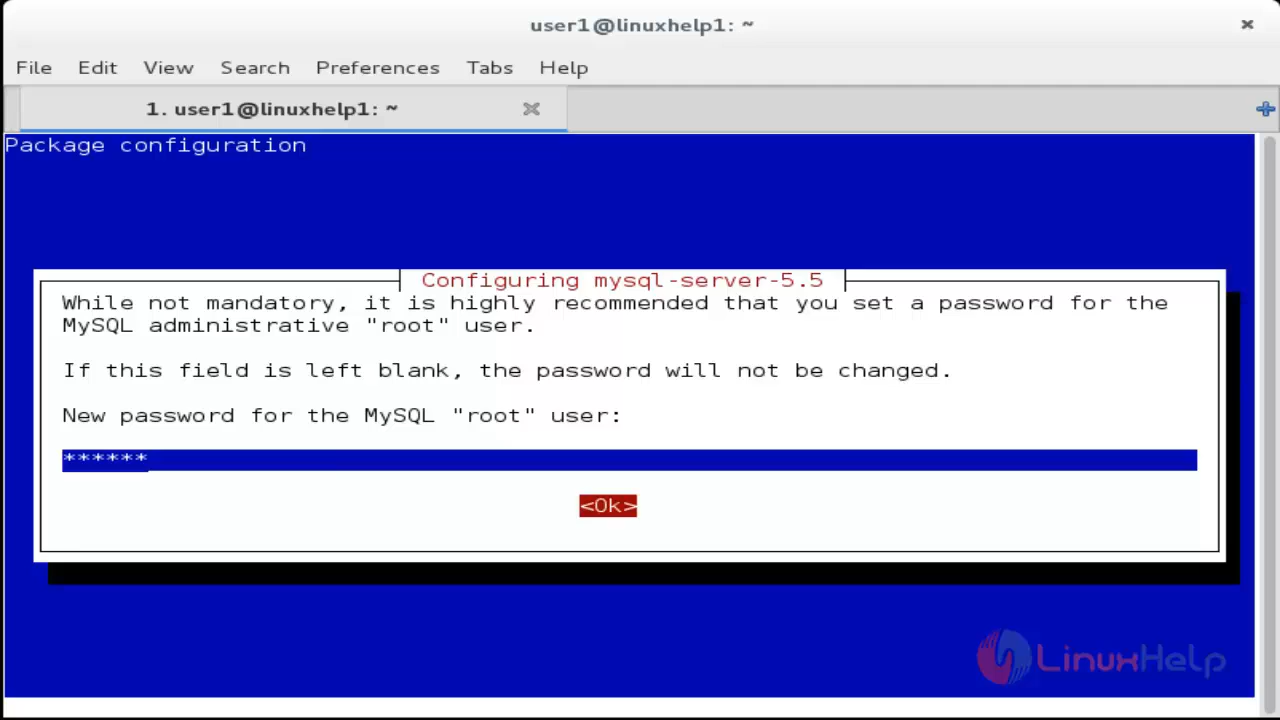 user1@linuxhelp1: ~
File Edit View Search Preferences Tabs Help
1. user1@linuxhelp1: ~
Package configuration
Configuring mysql-server-5.5
While not mandatory, it is highly recommended that you set a password for the
MySQL administrative "root" user.
If this field is left blank, the password will not be changed.
New password for the MySQL "root" user:
******
<Ok>
LinuxHelp